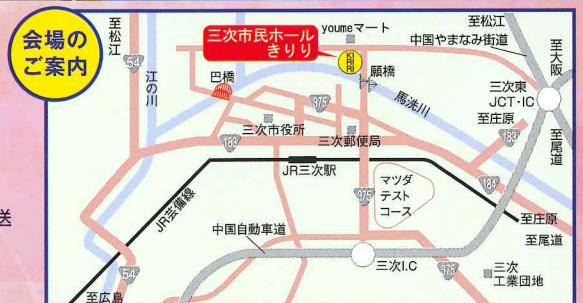 会場の
ご案内
至松江
54
江の川
三次市民ホール
きりり
KIRIRI
youmeマート
至松江
中国やまなみ街道
至大阪
巴橋
願橋
375
馬洗川
三次東
JCT・IC
至庄原
183
至尾道
三次市役所
三次郵便局
183
JR三次駅
184
375
マツダ
テスト
コース
JR芸備線
送
至庄原
至尾道
中国自動車道
三次I.C
375
三次
工業団地
54
至広島